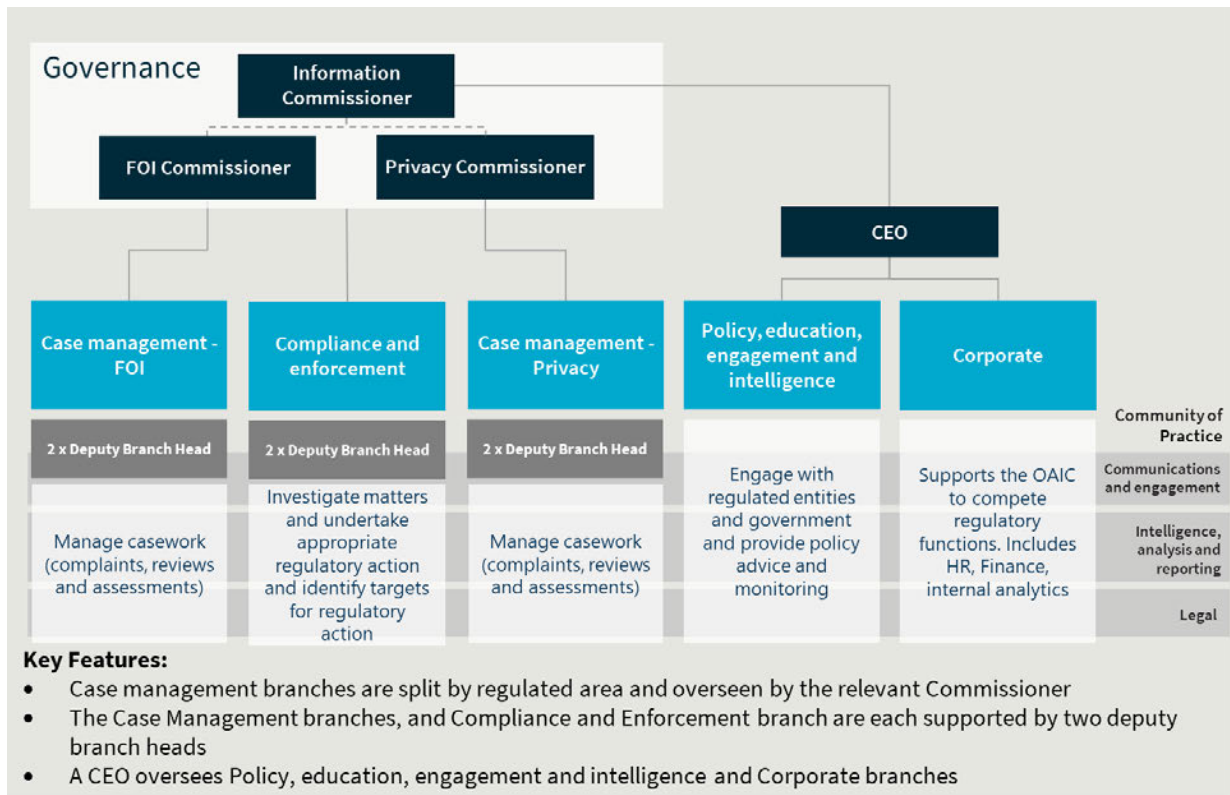 Governance
Information
Commissioner
FOI Commissioner
Privacy Commissioner
CEO
Case management -
FOI
Compliance and
enforcement
Case management -
Privacy
Policy, education,
engagement and
intelligence
Corporate
2 x Deputy Branch Head
2 x Deputy Branch Head
2 x Deputy Branch Head
Manage casework
(complaints, reviews
and assessments)
Investigate matters
and undertake
appropriate
regulatory action
and identify targets
for regulatory
action
Manage casework
(complaints, reviews
and assessments)
Engage with
regulated entities
and government
and provide policy
advice and
monitoring
Supports the OAIC
to compete
regulatory
functions. Includes
HR, Finance,
internal analytics
Community of
Practice
Communications
and engagement
Intelligence,
analysis and
reporting
Legal
Key Features:
• Case management branches are split by regulated area and overseen by the relevant Commissioner
• The Case Management branches, and Compliance and Enforcement branch are each supported by two deputy
branch heads
• A CEO oversees Policy, education, engagement and intelligence and Corporate branches